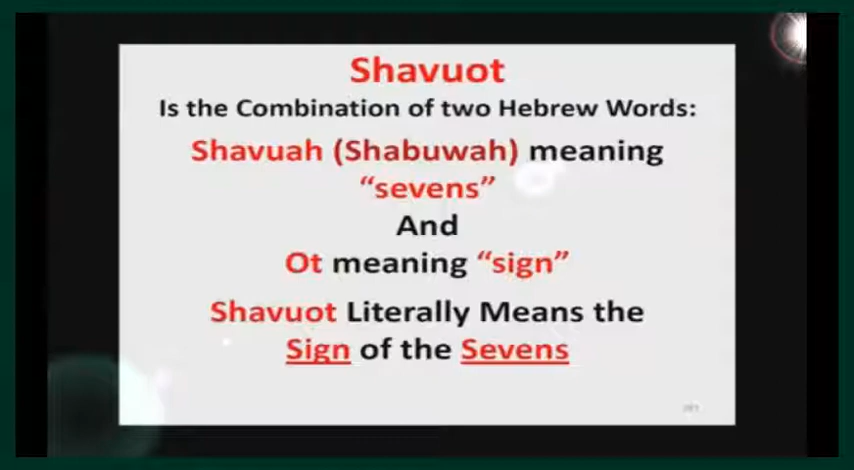 Shavuot
Is the Combination of two Hebrew Words:
Shavuah (Shabuwah) meaning
“sevens”
And
Ot meaning “sign”
Shavuot Literally Means the
Sign of the Sevens